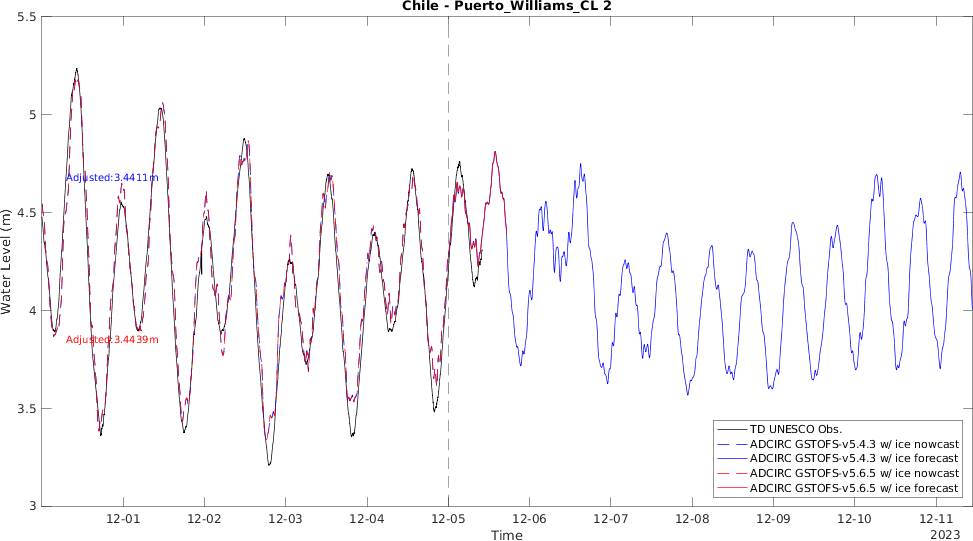 Chile - Puerto_Williams_CL 2
5.5
5
4.5
4
3.5
3
Water Level (m)
Adjusted:3.4411m
Adjusted:3.4439m
TD UNESCO Obs.
ADCIRC GSTOFS-v5.4.3 w/ ice nowcast
ADCIRC GSTOFS-v5.4.3 w/ ice forecast
ADCIRC GSTOFS-v5.6.5 w/ ice nowcast
ADCIRC GSTOFS-v5.6.5 w/ ice forecast
12-01 12-02 12-03 12-04 12-05 12-06 12-07 12-08 12-09 12-10 12-11
Time
2023